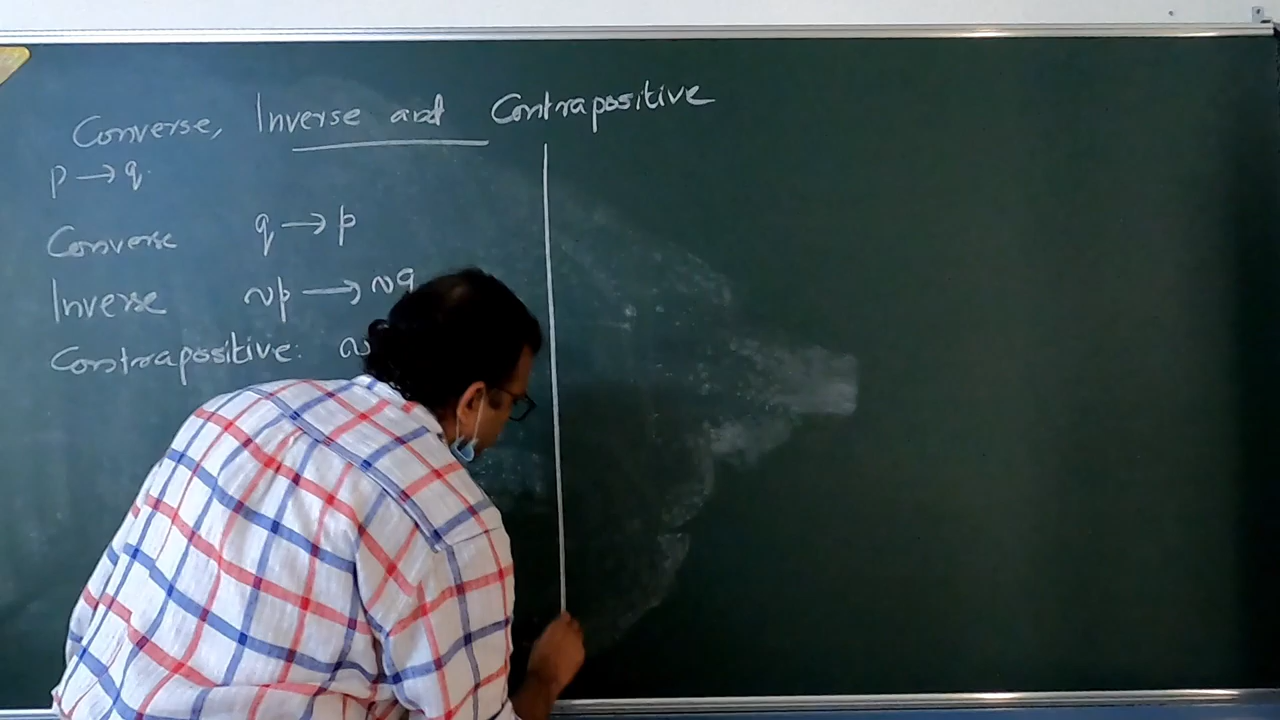 Converse, Inverse and Contrapositive
p → q.
Converse q → p
Inverse ~p → ~q
Contrapositive: ~